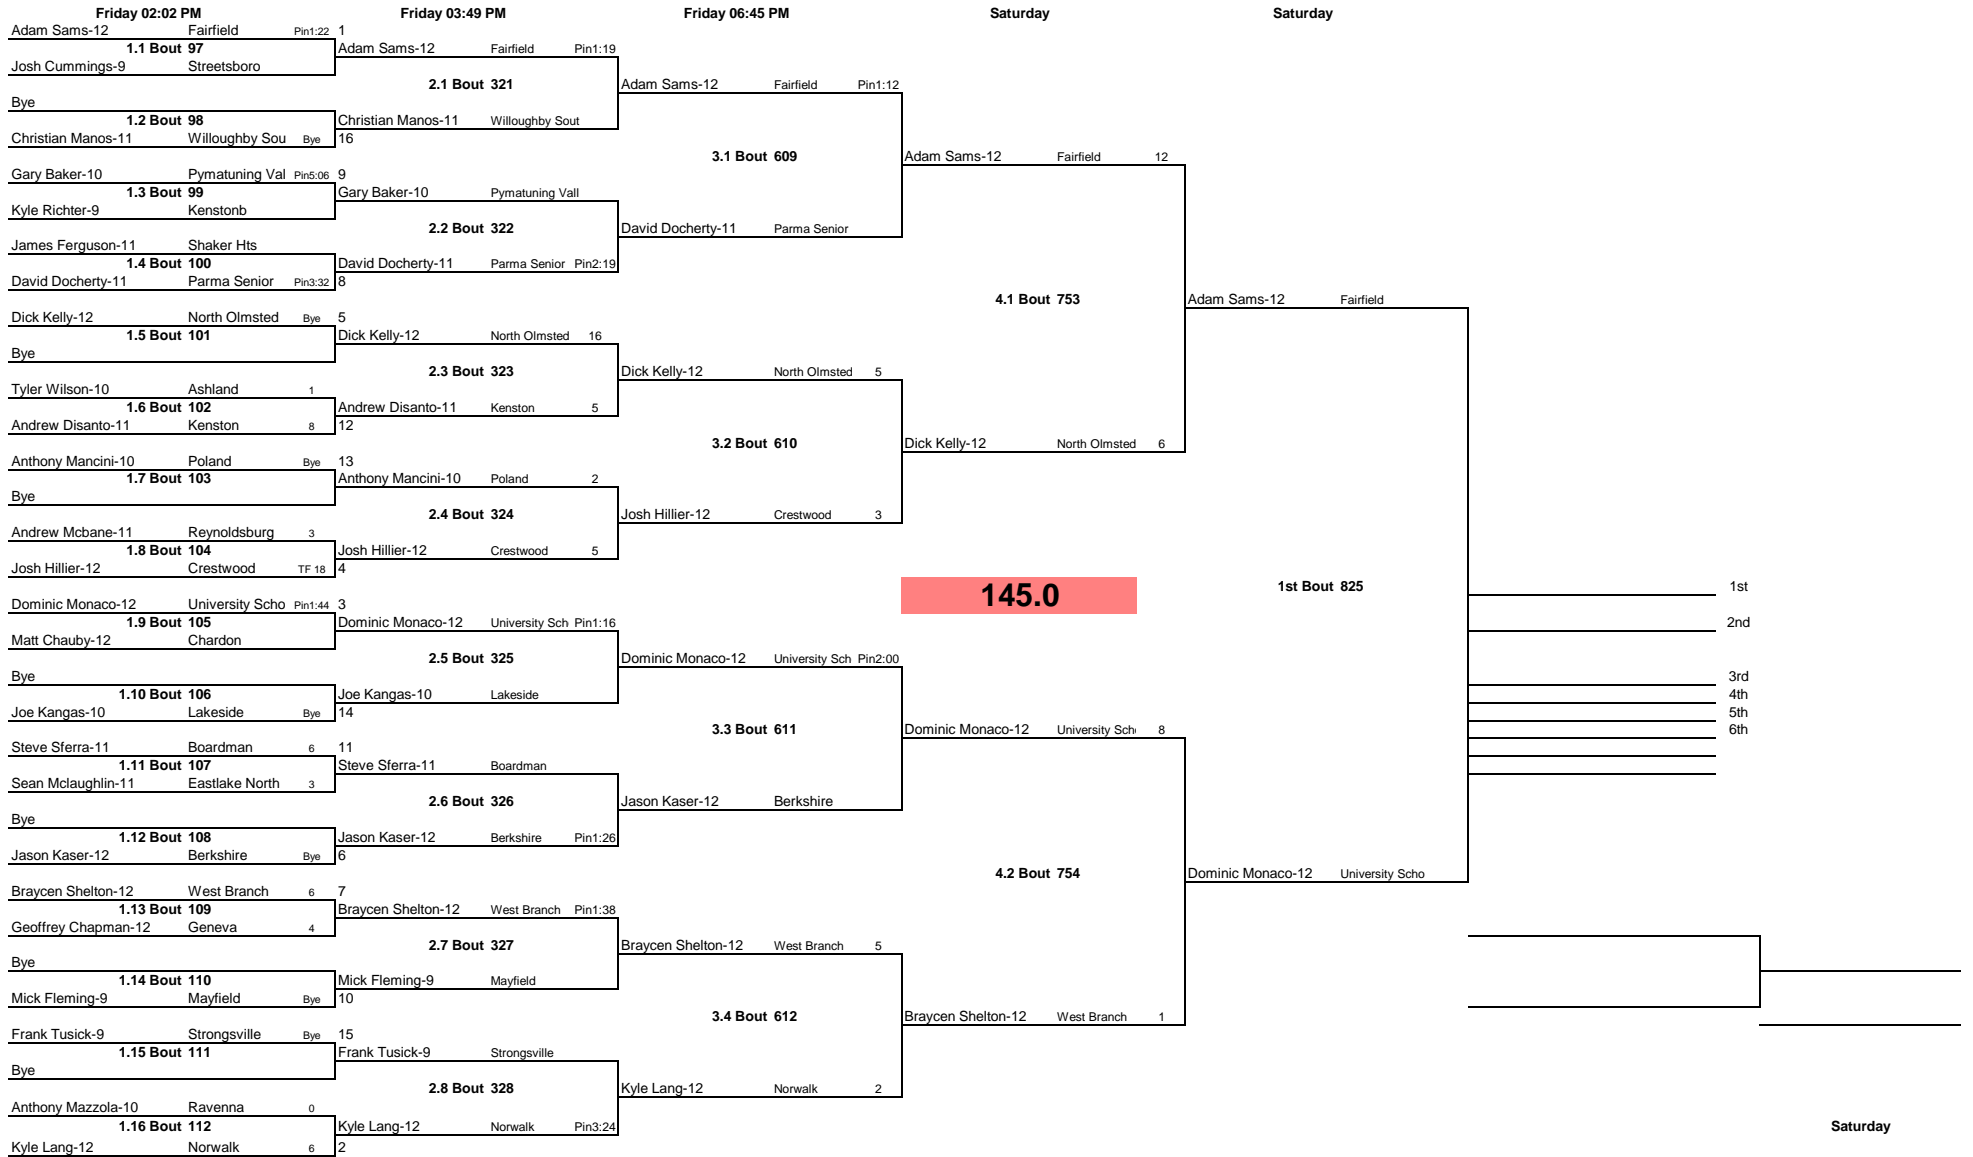 Friday 02:02 PM Friday 03:49 PM Friday 06:45 PM Saturday Saturday
Adam Sams-12 Fairfield Pin1:22 1
1.1 Bout 97 Adam Sams-12 Fairfield Pin1:19
Josh Cummings-9 Streetsboro
2.1 Bout 321 Adam Sams-12 Fairfield Pin1:12
Bye
1.2 Bout 98 Christian Manos-11 Willoughby Sout
Christian Manos-11 Willoughby Sou Bye 16
3.1 Bout 609 Adam Sams-12 Fairfield 12
Gary Baker-10 Pymatuning Val Pin5:06 9
1.3 Bout 99 Gary Baker-10 Pymatuning Vall
Kyle Richter-9 Kenstonb
2.2 Bout 322 David Docherty-11 Parma Senior
James Ferguson-11 Shaker Hts
1.4 Bout 100 David Docherty-11 Parma Senior Pin2:19
David Docherty-11 Parma Senior Pin3:32 8
4.1 Bout 753 Adam Sams-12 Fairfield
Dick Kelly-12 North Olmsted Bye 5
1.5 Bout 101 Dick Kelly-12 North Olmsted 16
Bye
2.3 Bout 323 Dick Kelly-12 North Olmsted 5
Tyler Wilson-10 Ashland 1
1.6 Bout 102 Andrew Disanto-11 Kenston 5
Andrew Disanto-11 Kenston 8 12
3.2 Bout 610 Dick Kelly-12 North Olmsted 6
Anthony Mancini-10 Poland Bye 13
1.7 Bout 103 Anthony Mancini-10 Poland 2
Bye
2.4 Bout 324 Josh Hillier-12 Crestwood 3
Andrew Mcbane-11 Reynoldsburg 3
1.8 Bout 104 Josh Hillier-12 Crestwood 5
Josh Hillier-12 Crestwood TF 18 4
145.0 1st Bout 825 1st
Dominic Monaco-12 University Scho Pin1:44 3
1.9 Bout 105 Dominic Monaco-12 University Sch Pin1:16 2nd
Matt Chauby-12 Chardon
2.5 Bout 325 Dominic Monaco-12 University Sch Pin2:00
Bye 3rd
1.10 Bout 106 Joe Kangas-10 Lakeside 4th
Joe Kangas-10 Lakeside Bye 14 5th
3.3 Bout 611 Dominic Monaco-12 University Sch 8 6th
Steve Sferra-11 Boardman 6 11
1.11 Bout 107 Steve Sferra-11 Boardman
Sean Mclaughlin-11 Eastlake North 3
2.6 Bout 326 Jason Kaser-12 Berkshire
Bye
1.12 Bout 108 Jason Kaser-12 Berkshire Pin1:26
Jason Kaser-12 Berkshire Bye 6
4.2 Bout 754 Dominic Monaco-12 University Scho
Braycen Shelton-12 West Branch 6 7
1.13 Bout 109 Braycen Shelton-12 West Branch Pin1:38
Geoffrey Chapman-12 Geneva 4
2.7 Bout 327 Braycen Shelton-12 West Branch 5
Bye
1.14 Bout 110 Mick Fleming-9 Mayfield
Mick Fleming-9 Mayfield Bye 10
3.4 Bout 612 Braycen Shelton-12 West Branch 1
Frank Tusick-9 Strongsville Bye 15
1.15 Bout 111 Frank Tusick-9 Strongsville
Bye
2.8 Bout 328 Kyle Lang-12 Norwalk 2
Anthony Mazzola-10 Ravenna 0
1.16 Bout 112 Kyle Lang-12 Norwalk Pin3:24 Saturday
Kyle Lang-12 Norwalk 6 2